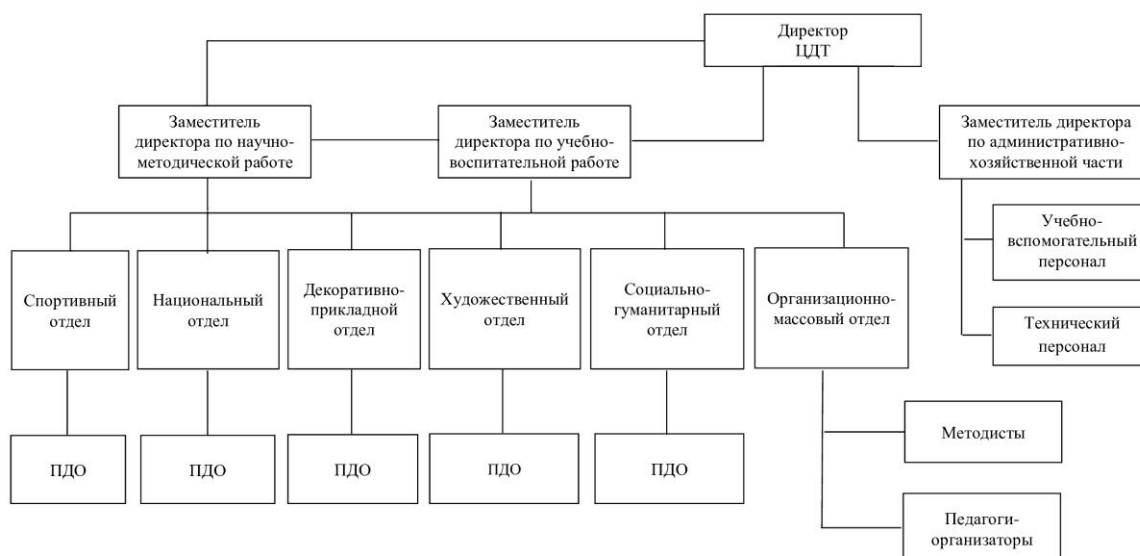 Директор
ЦДТ
Заместитель
директора по научно-
методической работе
Заместитель
директора по учебно-
воспитательной работе
Заместитель директора
по административно-
хозяйственной части
Учебно-
вспомогательный
персонал
Технический
персонал
Спортивный
отдел
Национальный
отдел
Декоративно-
прикладной
отдел
Художественный
отдел
Социально-
гуманитарный
отдел
Организационно-
массовый отдел
ПДО
ПДО
ПДО
ПДО
ПДО
Методисты
Педагоги-
организаторы